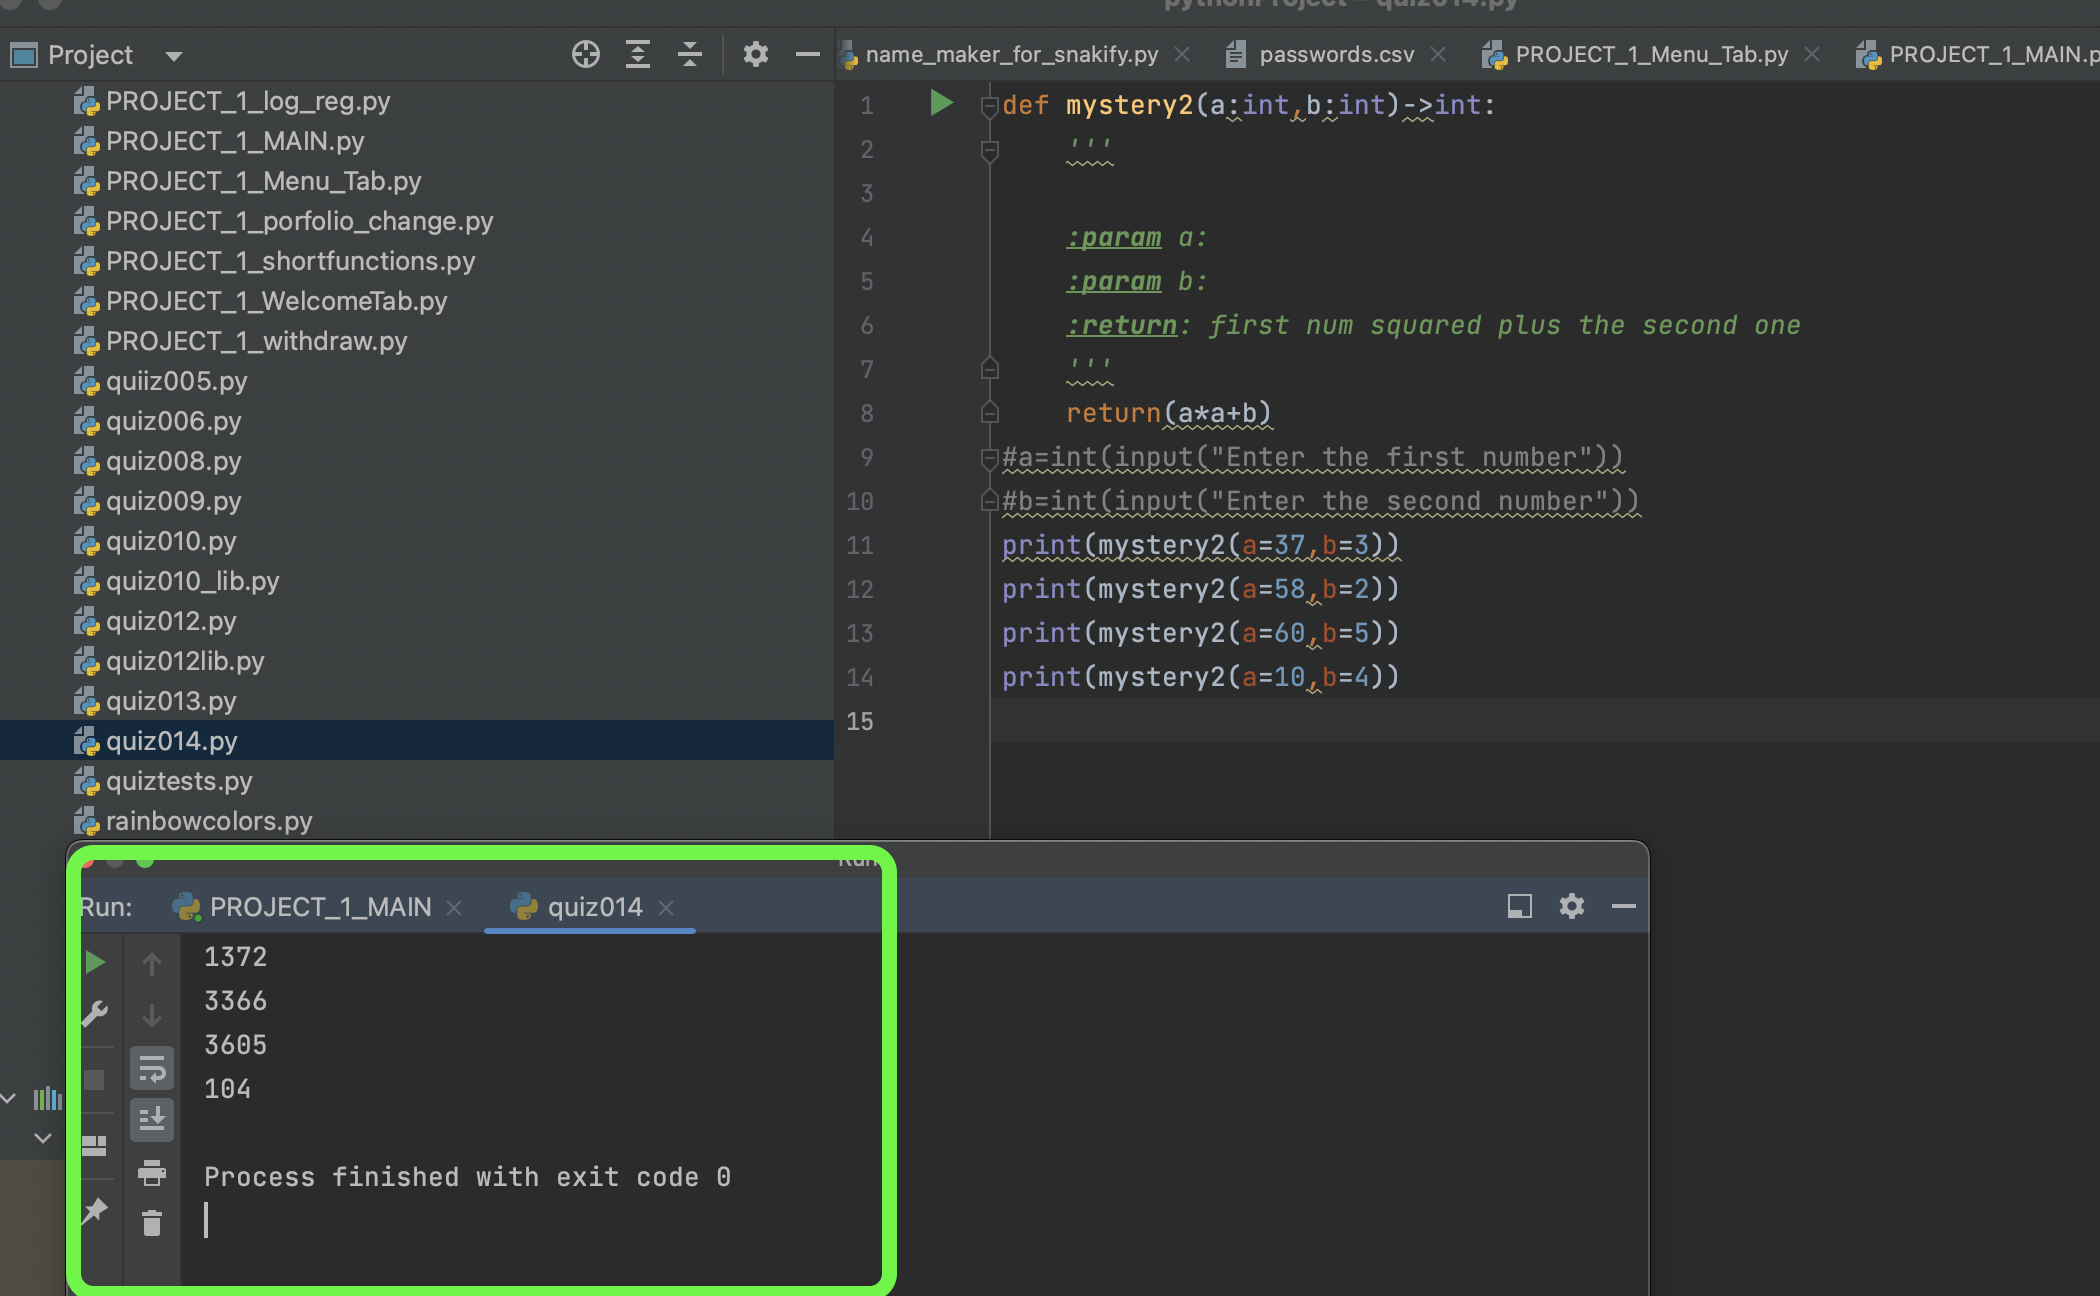 pythonProject – quiz014.py
Project
name_maker_for_snakify.py
passwords.csv
PROJECT_1_Menu_Tab.py
PROJECT_1_MAIN.p
PROJECT_1_log_reg.py
PROJECT_1_MAIN.py
PROJECT_1_Menu_Tab.py
PROJECT_1_porfolio_change.py
PROJECT_1_shortfunctions.py
PROJECT_1_WelcomeTab.py
PROJECT_1_withdraw.py
quiiz005.py
quiz006.py
quiz008.py
quiz009.py
quiz010.py
quiz010_lib.py
quiz012.py
quiz012lib.py
quiz013.py
quiz014.py
quiztests.py
rainbowcolors.py
1 def mystery2(a:int,b:int)->int:
2 '''
3
4 :param a:
5 :param b:
6 :return: first num squared plus the second one
7 '''
8 return(a*a+b)
9 #a=int(input("Enter the first number"))
10 #b=int(input("Enter the second number"))
11 print(mystery2(a=37,b=3))
12 print(mystery2(a=58,b=2))
13 print(mystery2(a=60,b=5))
14 print(mystery2(a=10,b=4))
15
Run
Run:
PROJECT_1_MAIN
quiz014
1372
3366
3605
104
Process finished with exit code 0